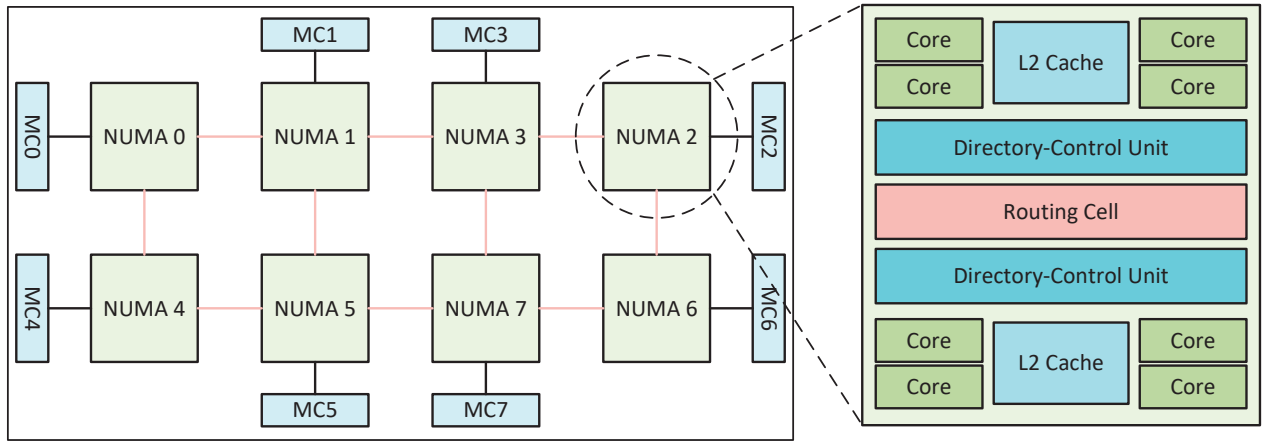 MC1
MC3
MC0
NUMA 0
NUMA 1
NUMA 3
NUMA 2
MC2
MC4
NUMA 4
NUMA 5
NUMA 7
NUMA 6
MC6
MC5
MC7
Core
L2 Cache
Core
Core
Core
Directory-Control Unit
Routing Cell
Directory-Control Unit
Core
L2 Cache
Core
Core
Core